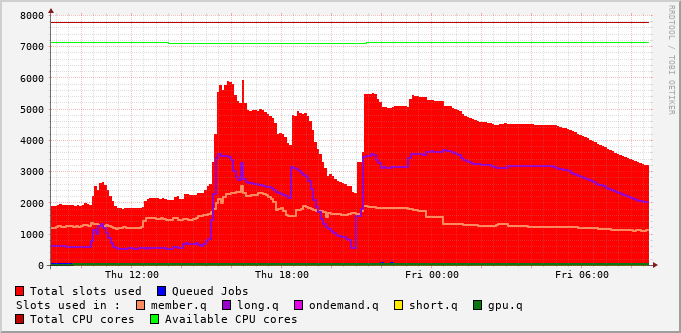 8000
7000
6000
5000
4000
3000
2000
1000
0
Thu 12:00 Thu 18:00 Fri 00:00 Fri 06:00
RRDTOOL / TOBI OETIKER
Total slots used Queued Jobs
Slots used in : member.q long.q ondemand.q short.q gpu.q
Total CPU cores Available CPU cores